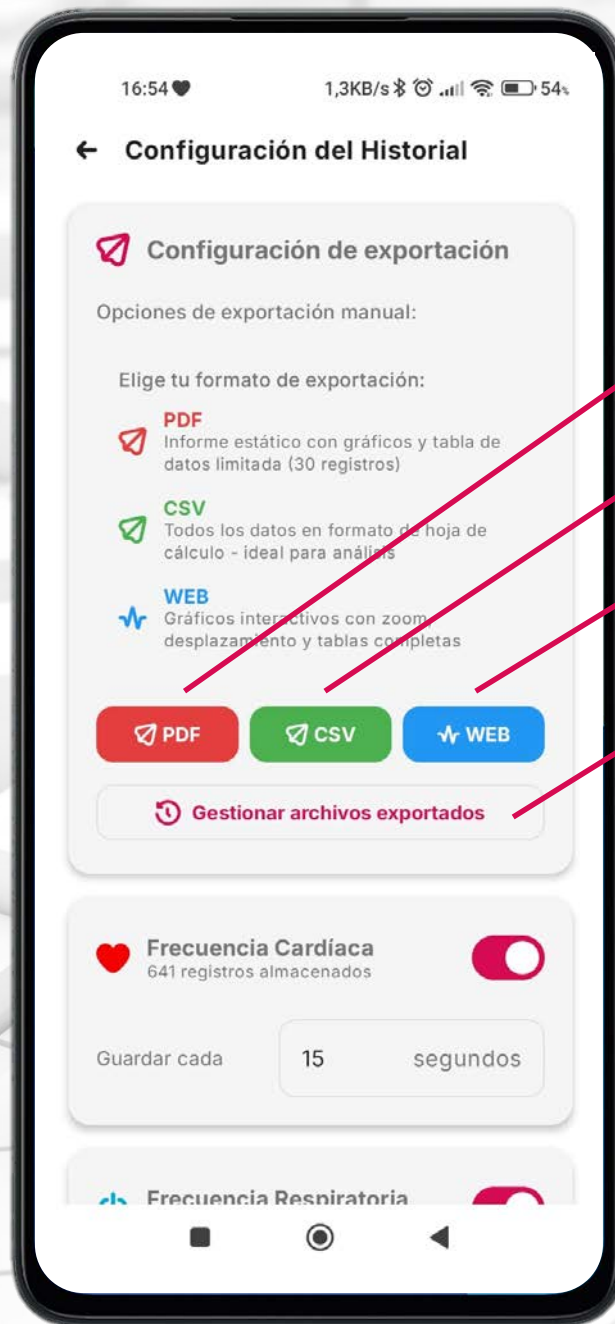 16:54 1,3KB/s 54%
Configuración del Historial
Configuración de exportación
Opciones de exportación manual:
Elige tu formato de exportación:
PDF
Informe estático con gráficos y tabla de
datos limitada (30 registros)
CSV
Todos los datos en formato de hoja de
cálculo - ideal para análisis
WEB
Gráficos interactivos con zoom,
desplazamiento y tablas completas
PDF CSV WEB
Gestionar archivos exportados
Frecuencia Cardíaca
641 registros almacenados
Guardar cada 15 segundos
Frecuencia Respiratoria